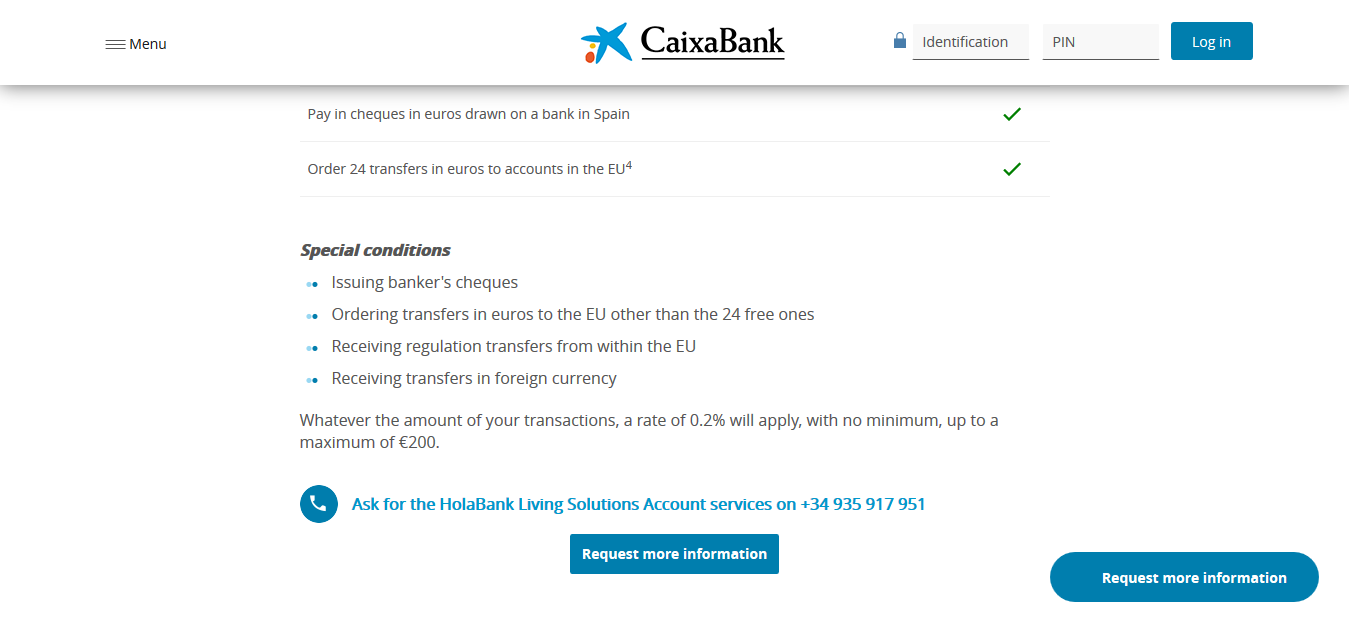 Menu
CaixaBank
Identification
PIN
Log in
Pay in cheques in euros drawn on a bank in Spain
Order 24 transfers in euros to accounts in the EU4
Special conditions
Issuing banker's cheques
Ordering transfers in euros to the EU other than the 24 free ones
Receiving regulation transfers from within the EU
Receiving transfers in foreign currency
Whatever the amount of your transactions, a rate of 0.2% will apply, with no minimum, up to a
maximum of €200.
Ask for the HolaBank Living Solutions Account services on +34 935 917 951
Request more information
Request more information